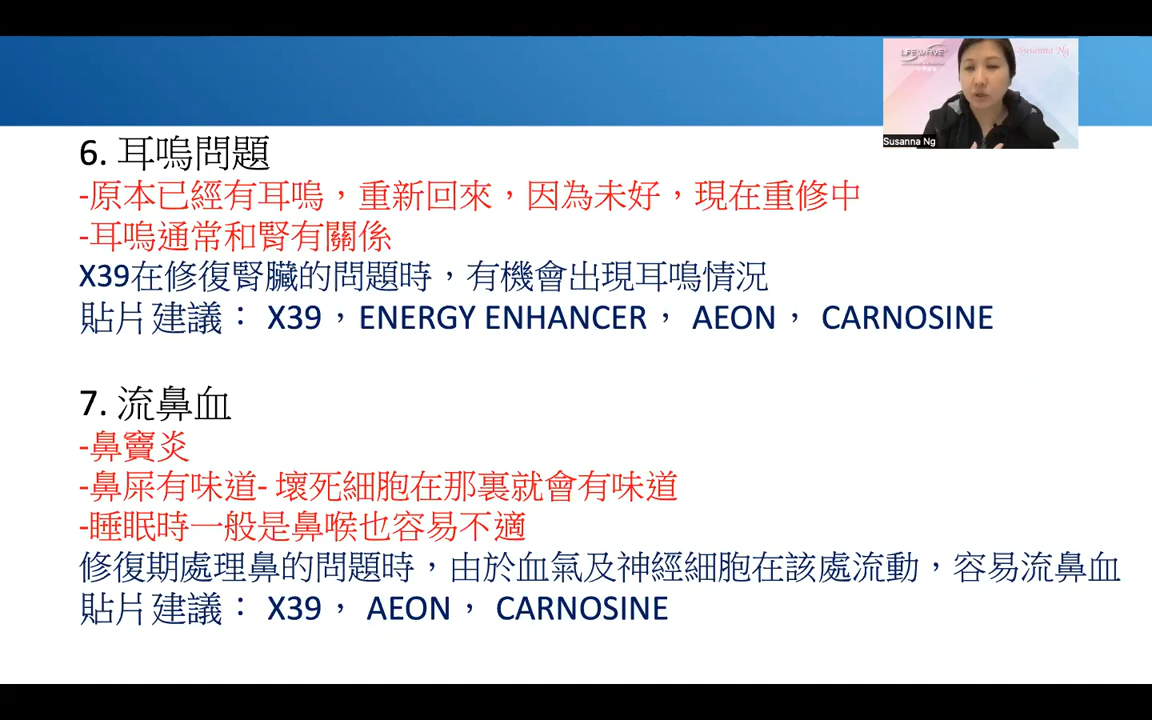 LIFEWAVE
Susanna Ng
Susanna Ng
6. 耳嗚問題
-原本已經有耳嗚，重新回來，因為未好，現在重修中
-耳嗚通常和腎有關係
X39在修復腎臟的問題時，有機會出現耳鳴情況
貼片建議： X39，ENERGY ENHANCER， AEON， CARNOSINE
7. 流鼻血
-鼻竇炎
-鼻屎有味道- 壞死細胞在那裏就會有味道
-睡眠時一般是鼻喉也容易不適
修復期處理鼻的問題時，由於血氣及神經細胞在該處流動，容易流鼻血
貼片建議： X39， AEON， CARNOSINE